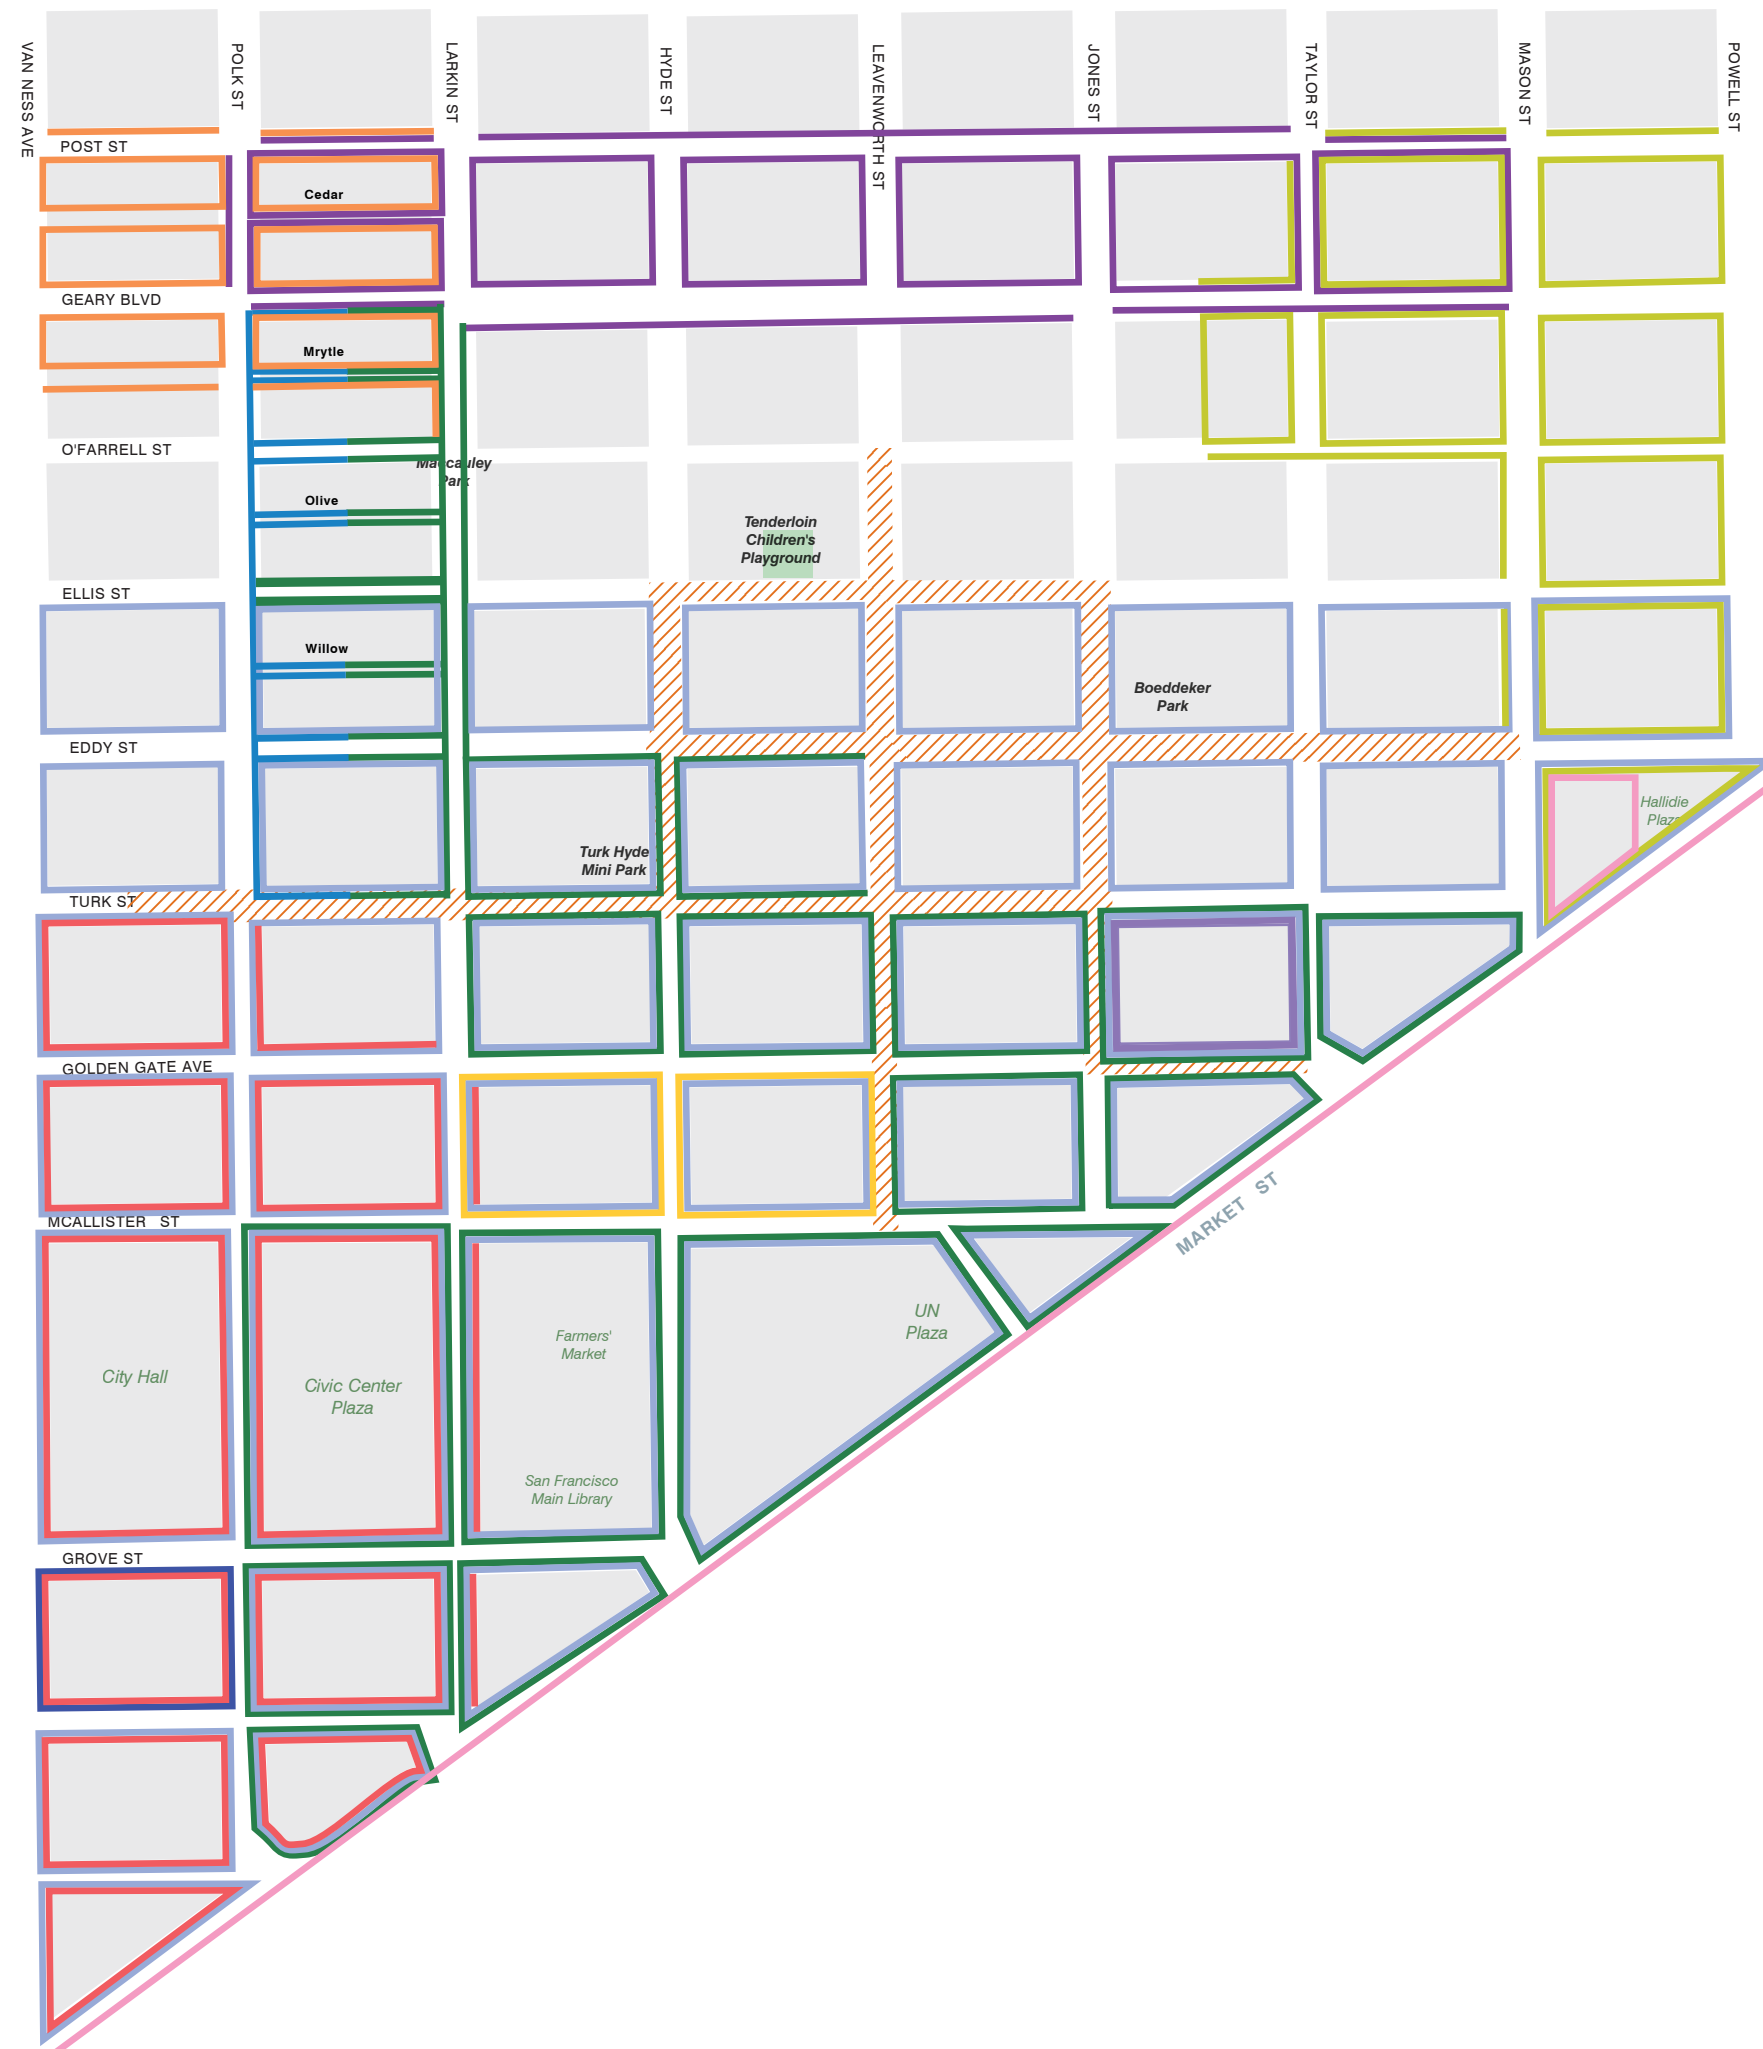 VAN NESS AVE
POLK ST
LARKIN ST
HYDE ST
LEAVENWORTH ST
JONES ST
TAYLOR ST
MASON ST
POWELL ST
POST ST
Cedar
GEARY BLVD
Mrytle
O'FARRELL ST
Maccauley
Park
Olive
Tenderloin
Children's
Playground
ELLIS ST
Willow
Boeddeker
Park
EDDY ST
Hallidie
Plaza
Turk Hyde
Mini Park
TURK ST
GOLDEN GATE AVE
MCALLISTER ST
MARKET ST
UN
Plaza
Farmers'
Market
City Hall
Civic Center
Plaza
San Francisco
Main Library
GROVE ST